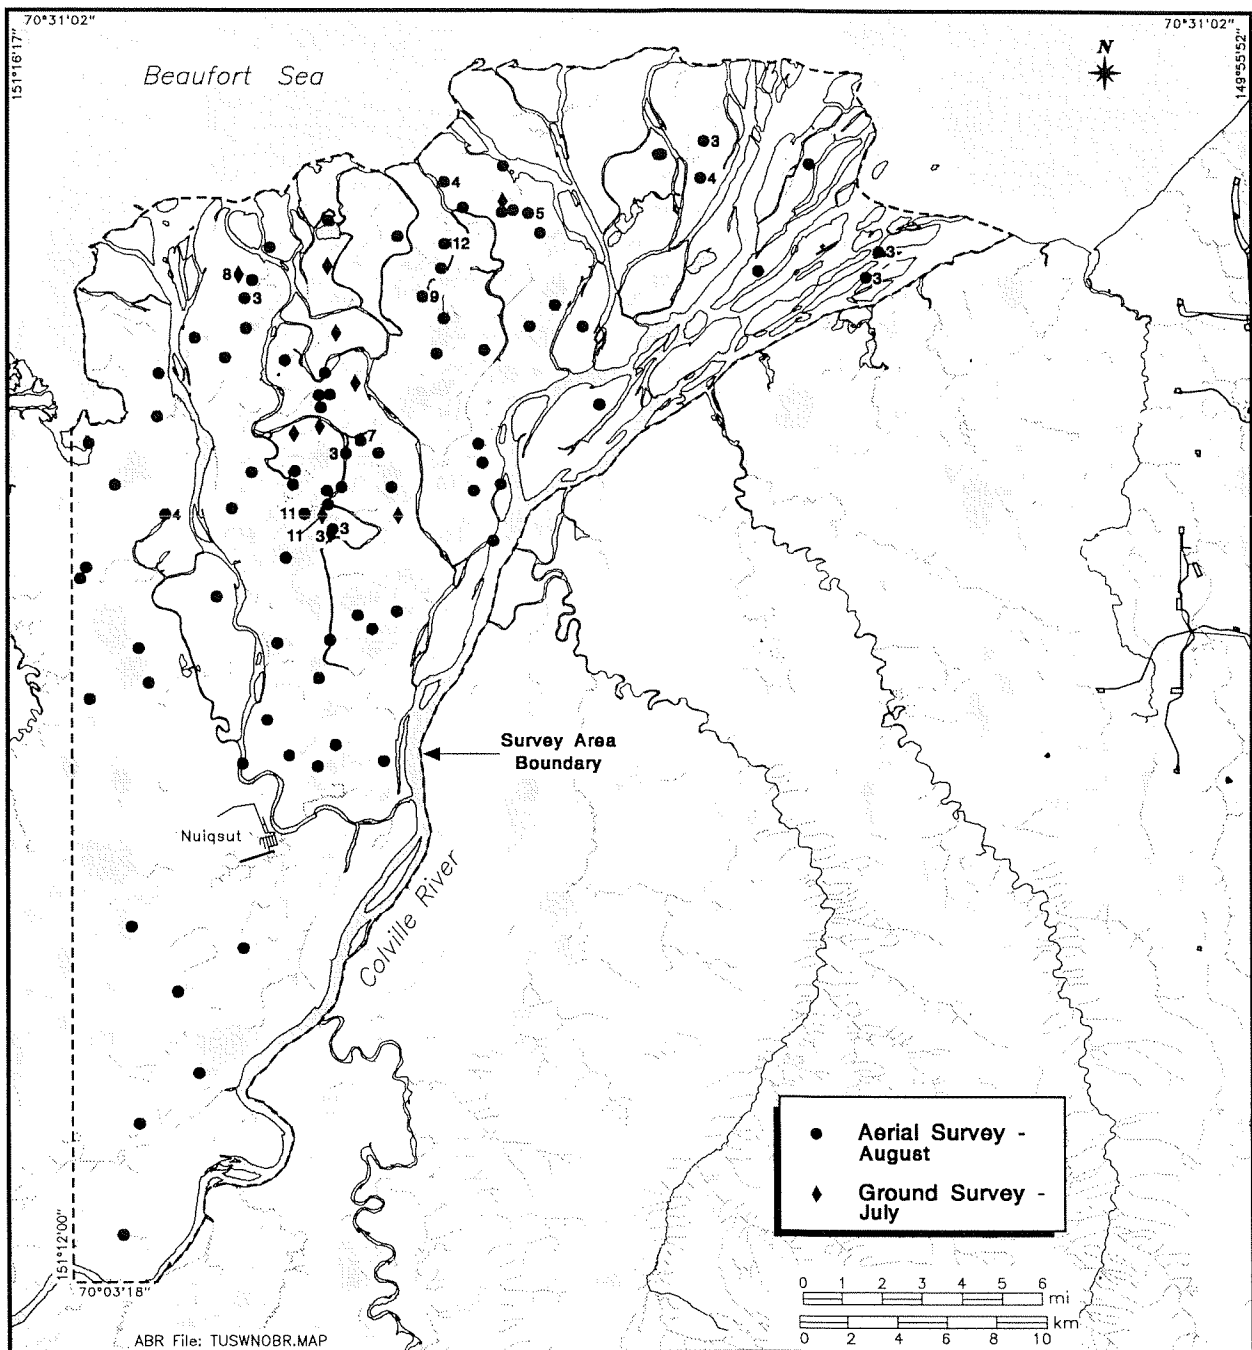 70°31'02"
70°31'02"
151°16'17"
149°55'52"
Beaufort Sea
N
3
4
4
5
12
3
3
8
3
9
7
3
4
11
11
3
3
Survey Area
Boundary
Nuiqsut
Colville River
● Aerial Survey -
August
♦ Ground Survey -
July
151°12'00"
70°03'18"
0 1 2 3 4 5 6
mi
km
0 2 4 6 8 10
ABR File: TUSWNOBR.MAP